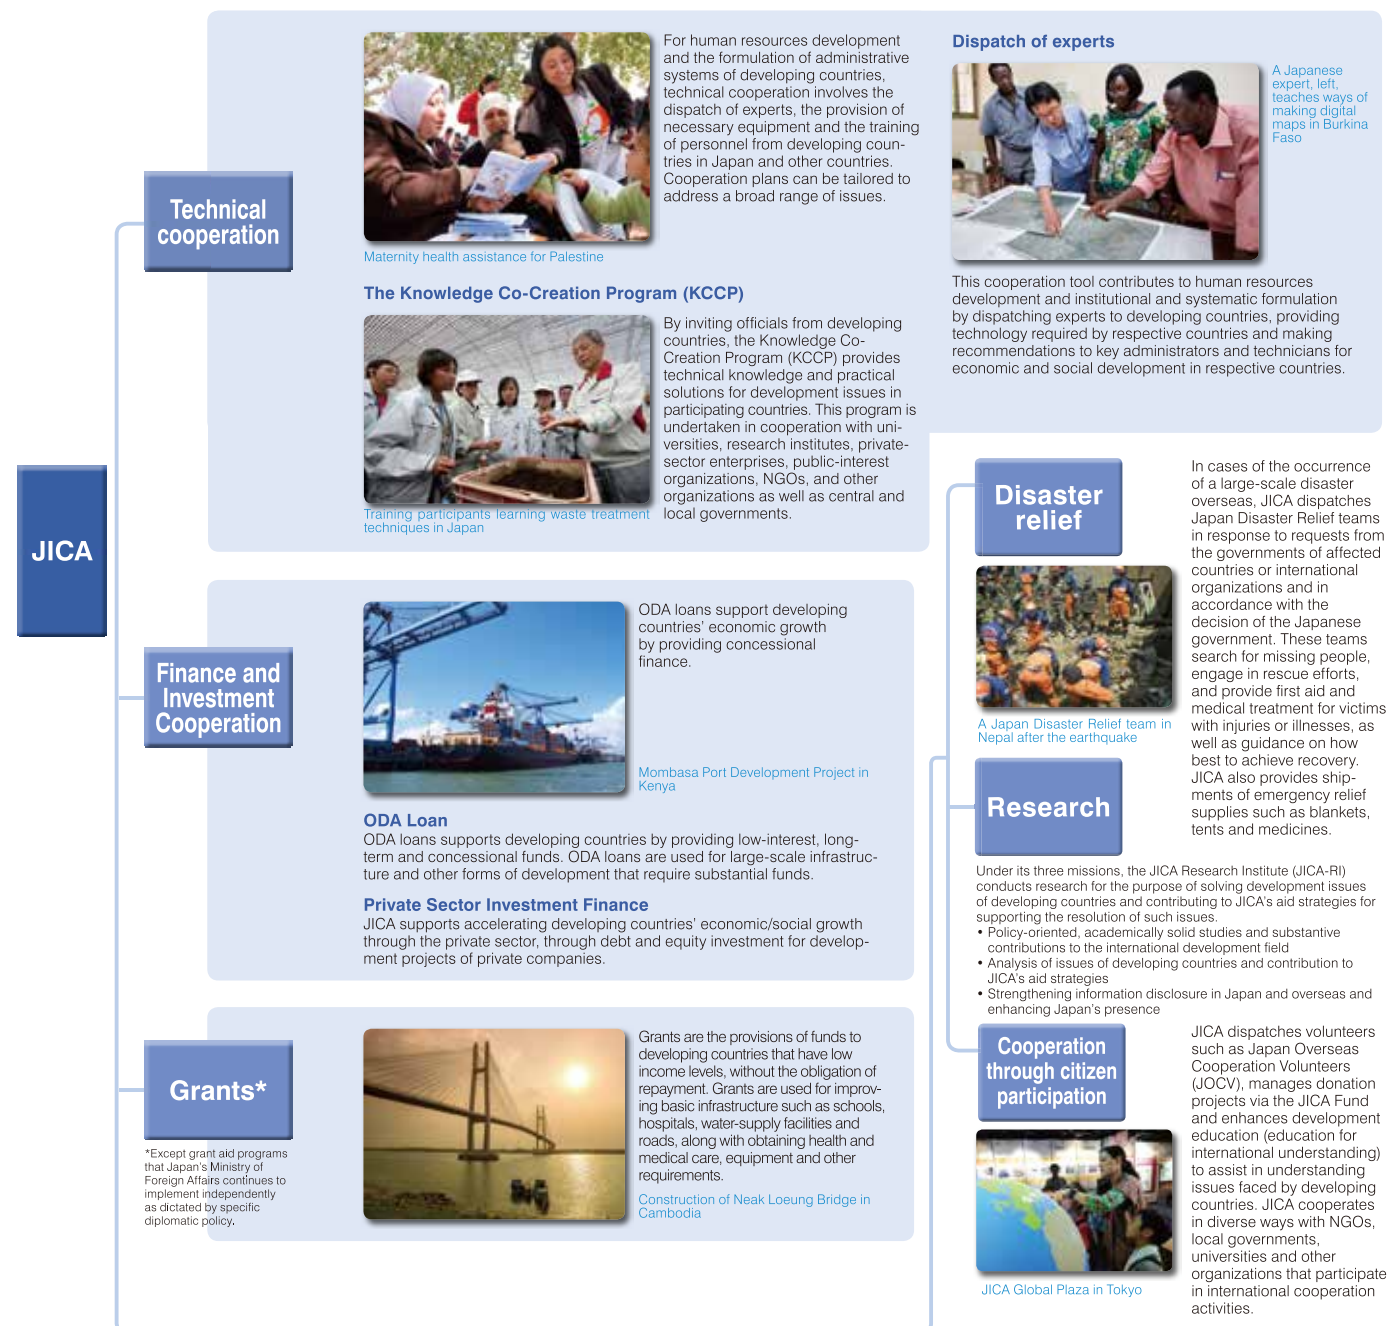 JICA
Technical
cooperation
For human resources development
and the formulation of administrative
systems of developing countries,
technical cooperation involves the
dispatch of experts, the provision of
necessary equipment and the training
of personnel from developing coun-
tries in Japan and other countries.
Cooperation plans can be tailored to
address a broad range of issues.
Maternity health assistance for Palestine
The Knowledge Co-Creation Program (KCCP)
By inviting officials from developing
countries, the Knowledge Co-
Creation Program (KCCP) provides
technical knowledge and practical
solutions for development issues in
participating countries. This program is
undertaken in cooperation with uni-
versities, research institutes, private-
sector enterprises, public-interest
organizations, NGOs, and other
organizations as well as central and
local governments.
Training participants learning waste treatment
techniques in Japan
Dispatch of experts
A Japanese
expert, left,
teaches ways of
making digital
maps in Burkina
Faso
This cooperation tool contributes to human resources
development and institutional and systematic formulation
by dispatching experts to developing countries, providing
technology required by respective countries and making
recommendations to key administrators and technicians for
economic and social development in respective countries.
Finance and
Investment
Cooperation
ODA loans support developing
countries' economic growth
by providing concessional
finance.
Mombasa Port Development Project in
Kenya
ODA Loan
ODA loans supports developing countries by providing low-interest, long-
term and concessional funds. ODA loans are used for large-scale infrastruc-
ture and other forms of development that require substantial funds.
Private Sector Investment Finance
JICA supports accelerating developing countries' economic/social growth
through the private sector, through debt and equity investment for develop-
ment projects of private companies.
Grants*
*Except grant aid programs
that Japan's Ministry of
Foreign Affairs continues to
implement independently
as dictated by specific
diplomatic policy.
Grants are the provisions of funds to
developing countries that have low
income levels, without the obligation of
repayment. Grants are used for improv-
ing basic infrastructure such as schools,
hospitals, water-supply facilities and
roads, along with obtaining health and
medical care, equipment and other
requirements.
Construction of Neak Loeung Bridge in
Cambodia
Disaster
relief
A Japan Disaster Relief team in
Nepal after the earthquake
In cases of the occurrence
of a large-scale disaster
overseas, JICA dispatches
Japan Disaster Relief teams
in response to requests from
the governments of affected
countries or international
organizations and in
accordance with the
decision of the Japanese
government. These teams
search for missing people,
engage in rescue efforts,
and provide first aid and
medical treatment for victims
with injuries or illnesses, as
well as guidance on how
best to achieve recovery.
JICA also provides ship-
ments of emergency relief
supplies such as blankets,
tents and medicines.
Research
Under its three missions, the JICA Research Institute (JICA-RI)
conducts research for the purpose of solving development issues
of developing countries and contributing to JICA's aid strategies for
supporting the resolution of such issues.
• Policy-oriented, academically solid studies and substantive
contributions to the international development field
• Analysis of issues of developing countries and contribution to
JICA's aid strategies
• Strengthening information disclosure in Japan and overseas and
enhancing Japan's presence
Cooperation
through citizen
participation
JICA Global Plaza in Tokyo
JICA dispatches volunteers
such as Japan Overseas
Cooperation Volunteers
(JOCV), manages donation
projects via the JICA Fund
and enhances development
education (education for
international understanding)
to assist in understanding
issues faced by developing
countries. JICA cooperates
in diverse ways with NGOs,
local governments,
universities and other
organizations that participate
in international cooperation
activities.